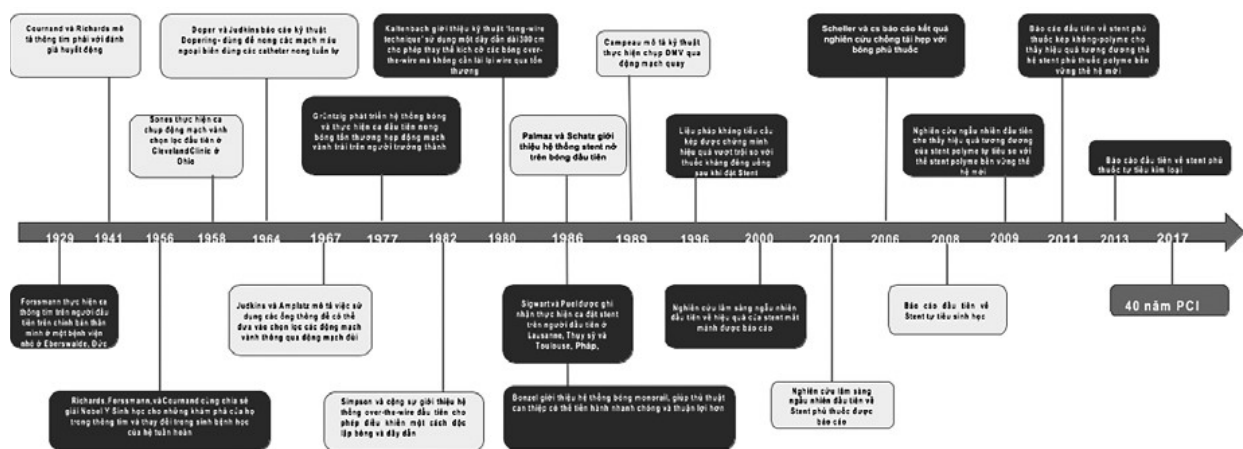 Cournand và Richards mô
tả thông tim phải với đánh
giá huyết động
Doper và Judkins báo cáo kỹ thuật
Dopering- dùng để nong các mạch máu
ngoại biên dùng các catheter nong tuần tự
Kaltenbach giới thiệu kỹ thuật 'long-wire
technique' sử dụng một dây dẫn dài 300 cm
cho phép thay thế kích cỡ các bóng over-
the-wire mà không cần lái lại wire qua tổn
thương
Campeau mô tả kỹ thuật
thực hiện chụp ĐMV qua
động mạch quay
Scheller và cs báo cáo kết quả
nghiên cứu chống tái hẹp với
bóng phủ thuốc
Báo cáo đầu tiên về stent phủ
thuốc kép không-polyme cho
thấy hiệu quả tương đương thế
hệ stent phủ thuốc polyme bền
vững thế hệ mới
Sones thực hiện ca
chụp động mạch vành
chọn lọc đầu tiên ở
Cleveland Clinic ở
Ohio
Grüntzig phát triển hệ thống bóng
và thực hiện ca đầu tiên nong
bóng tổn thương hẹp động mạch
vành trái trên người trưởng thành
Palmaz và Schatz giới
thiệu hệ thống stent nở
trên bóng đầu tiên
Liệu pháp kháng tiểu cầu
kép được chứng minh
hiệu quả vượt trội so với
thuốc kháng đông uống
sau khi đặt Stent
Nghiên cứu ngẫu nhiên đầu tiên
cho thấy hiệu quả tương đương
của stent polyme tự tiêu so với
thế stent polyme bền vững thế
hệ mới
Báo cáo đầu tiên về stent phủ
thuốc tự tiêu kim loại
1929 1941 1956 1958 1964 1967 1977 1982 1980 1986 1989 1996 2000 2001 2006 2008 2009 2011 2013 2017
Forssmann thực hiện ca
thông tim trên người đầu
tiên trên chính bản thân
mình ở một bệnh viện
nhỏ ở Eberswalde, Đức
Judkins và Amplatz mô tả việc sử
dụng các ống thông để có thể
đưa vào chọn lọc các động mạch
vành thông qua động mạch đùi
Sigwart và Puel được ghi
nhận thực hiện ca đặt stent
trên người đầu tiên ở
Lausanne, Thụy sỹ và
Toulouse, Pháp,
Nghiên cứu lâm sàng ngẫu nhiên
đầu tiên về hiệu quả của stent mắt
mảnh được báo cáo
Báo cáo đầu tiên về
Stent tự tiêu sinh học
40 năm PCI
Richards, Forssmann, và Cournand cùng chia sẻ
giải Nobel Y Sinh học cho những khám phá của họ
trong thông tim và thay đổi trong sinh bệnh học
của hệ tuần hoàn
Simpson và cộng sự giới thiệu hệ
thống over-the-wire đầu tiên cho
phép điều khiển một cách độc
lập bóng và dây dẫn
Bonzel giới thiệu hệ thống bóng monorail, giúp thủ thuật
can thiệp có thể tiến hành nhanh chóng và thuận lợi hơn
Nghiên cứu lâm sàng
ngẫu nhiên đầu tiên về
Stent phủ thuốc được
báo cáo